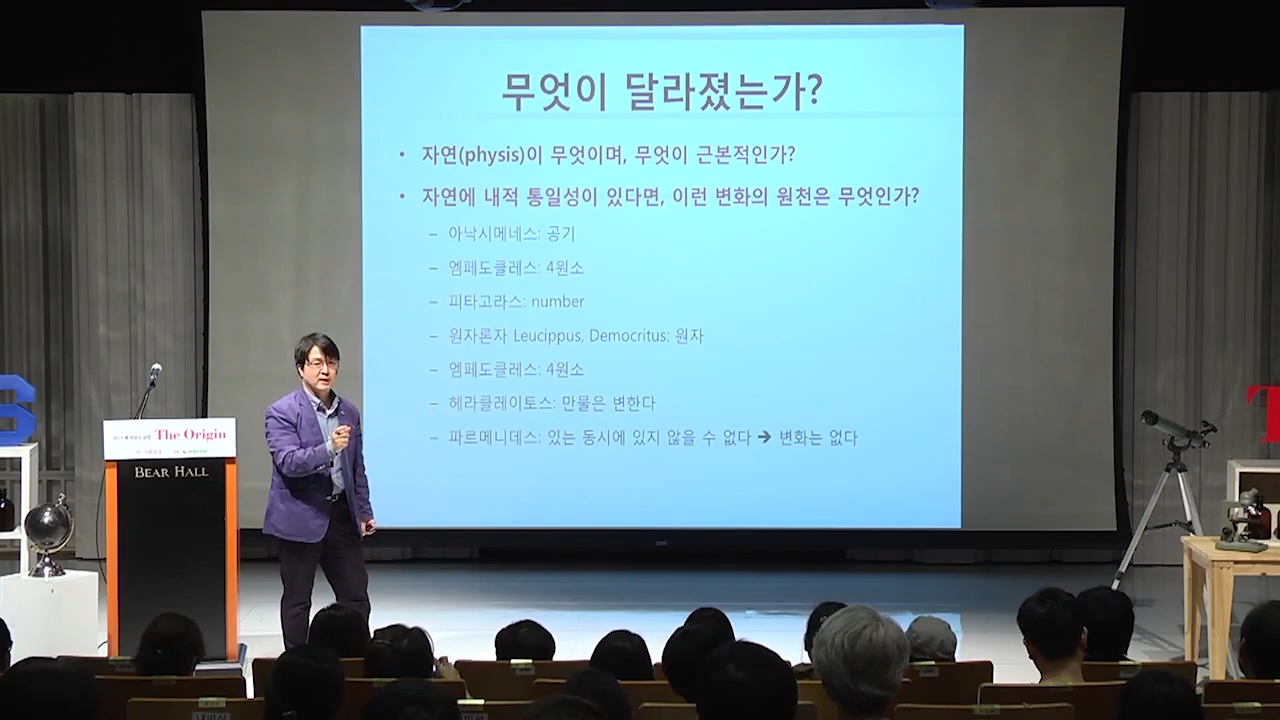 무엇이 달라졌는가?
• 자연(physis)이 무엇이며, 무엇이 근본적인가?
• 자연에 내적 통일성이 있다면, 이런 변화의 원천은 무엇인가?
– 아낙시메네스: 공기
– 엠페도클레스: 4원소
– 피타고라스: number
– 원자론자 Leucippus, Democritus: 원자
– 엠페도클레스: 4원소
– 헤라클레이토스: 만물은 변한다
– 파르메니데스: 있는 동시에 있지 않을 수 없다 → 변화는 없다
The Origin
BEAR HALL
S
T